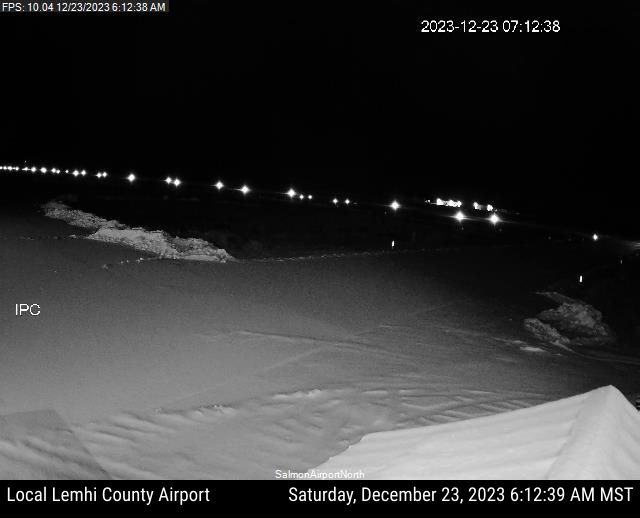 FPS: 10.04 12/23/2023 6:12:38 AM
2023-12-23 07:12:38
IPC
SalmonAirportNorth
Local Lemhi County Airport
Saturday, December 23, 2023 6:12:39 AM MST